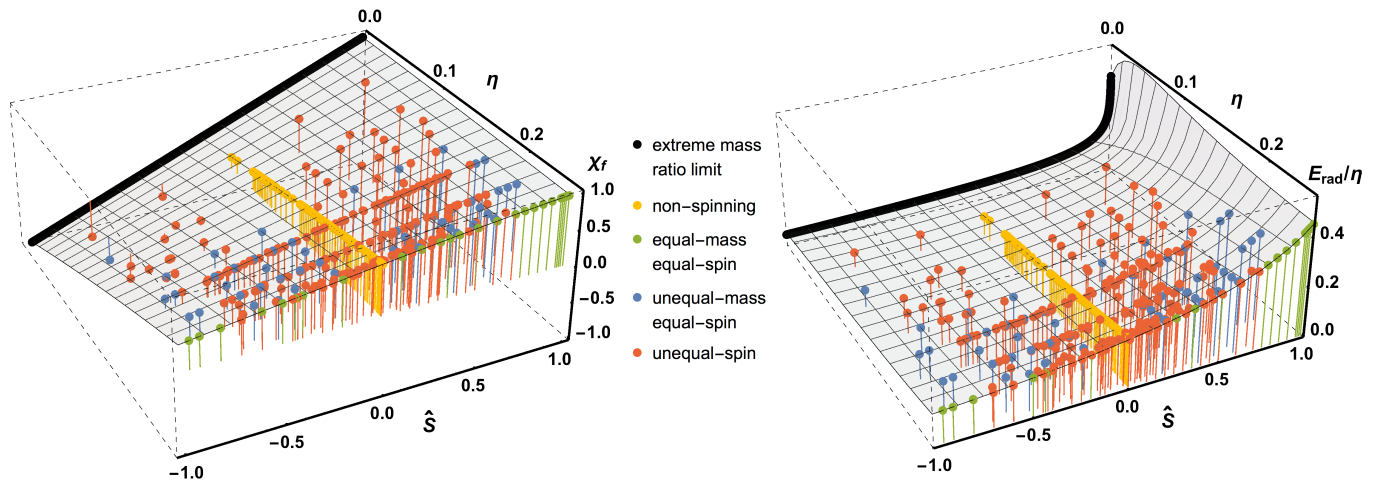 0.0
0.1
η
0.2
χf
1.0
0.5
0.0
−0.5
−1.0
1.0
0.5
0.0
Ŝ
−0.5
−1.0
extreme mass
ratio limit
non−spinning
equal−mass
equal−spin
unequal−mass
equal−spin
unequal−spin
0.0
0.1
η
0.2
Erad/η
0.4
0.2
0.0
1.0
0.5
0.0
Ŝ
−0.5
−1.0